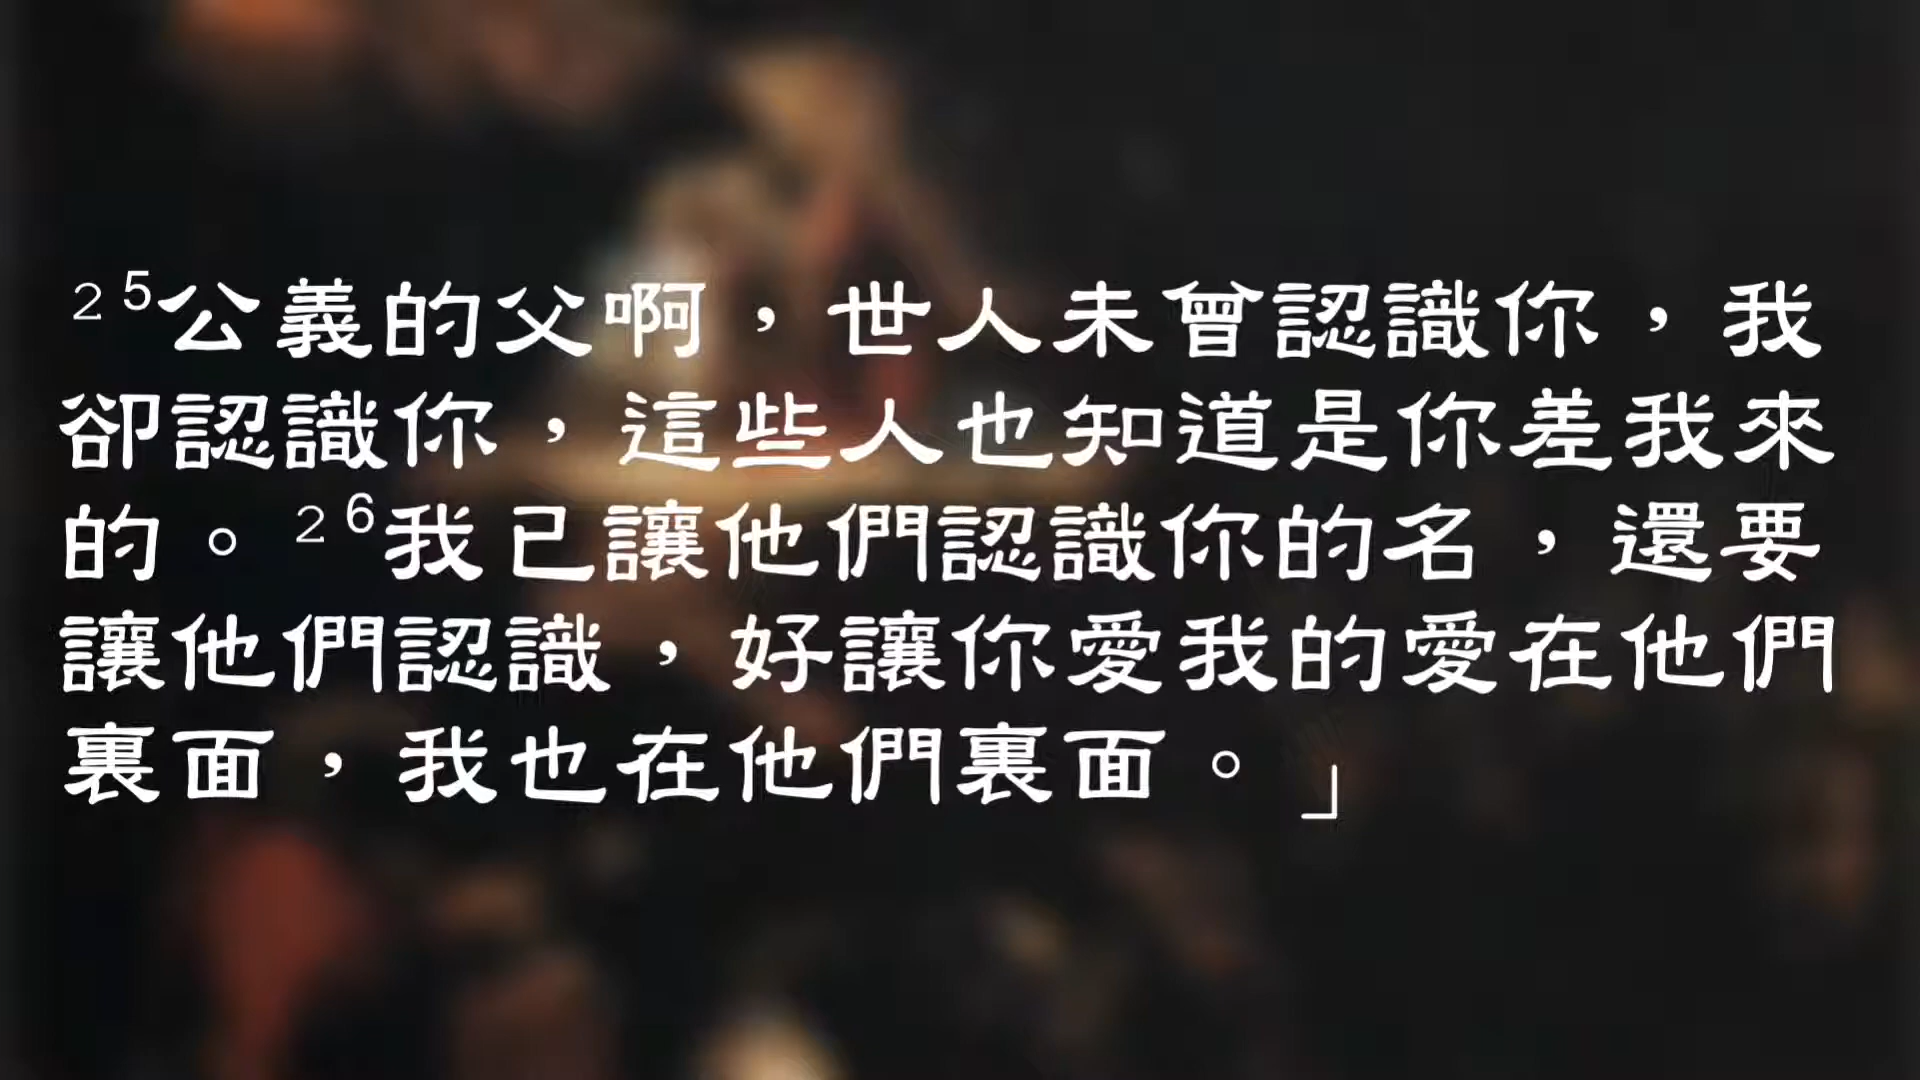 ²⁵公義的父啊，世人未曾認識你，我
卻認識你，這些人也知道是你差我來
的。²⁶我已讓他們認識你的名，還要
讓他們認識，好讓你愛我的愛在他們
裏面，我也在他們裏面。」